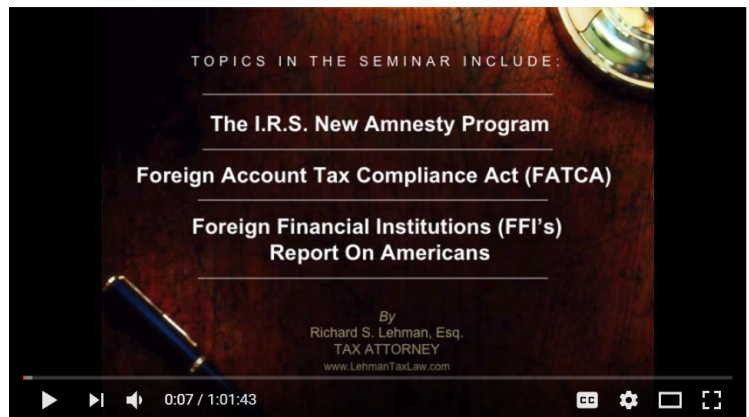 TOPICS IN THE SEMINAR INCLUDE:
The I.R.S. New Amnesty Program
Foreign Account Tax Compliance Act (FATCA)
Foreign Financial Institutions (FFI's)
Report On Americans
By
Richard S. Lehman, Esq.
TAX ATTORNEY
www.LehmanTaxLaw.com
0:07 / 1:01:43
CC